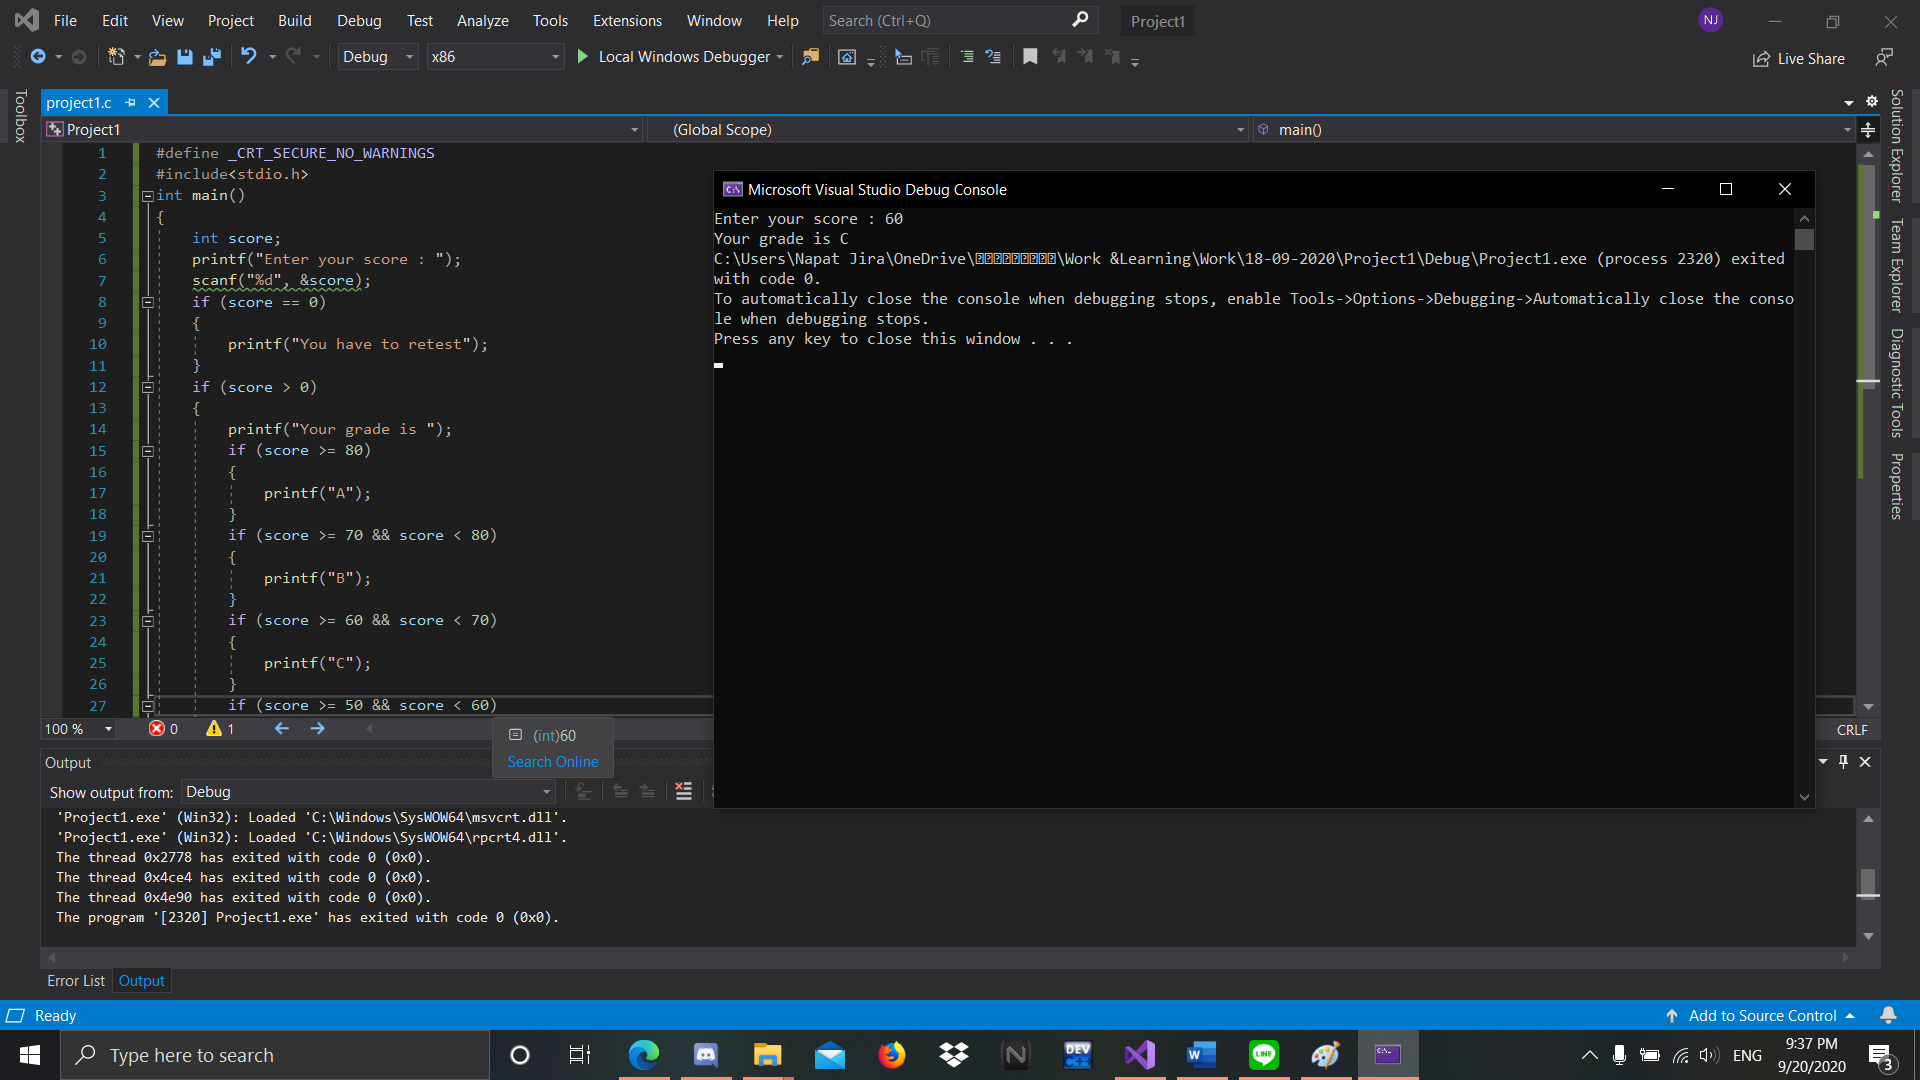 File Edit View Project Build Debug Test Analyze Tools Extensions Window Help Search (Ctrl+Q) Project1 NJ
Debug x86 Local Windows Debugger Live Share
Toolbox
project1.c
Project1 (Global Scope) main()
1 #define _CRT_SECURE_NO_WARNINGS
2 #include<stdio.h>
3 int main()
4 {
5 int score;
6 printf("Enter your score : ");
7 scanf("%d", &score);
8 if (score == 0)
9 {
10 printf("You have to retest");
11 }
12 if (score > 0)
13 {
14 printf("Your grade is ");
15 if (score >= 80)
16 {
17 printf("A");
18 }
19 if (score >= 70 && score < 80)
20 {
21 printf("B");
22 }
23 if (score >= 60 && score < 70)
24 {
25 printf("C");
26 }
27 if (score >= 50 && score < 60)
Microsoft Visual Studio Debug Console
Enter your score : 60
Your grade is C
C:\Users\Napat Jira\OneDrive\\Work &Learning\Work\18-09-2020\Project1\Debug\Project1.exe (process 2320) exited
with code 0.
To automatically close the console when debugging stops, enable Tools->Options->Debugging->Automatically close the conso
le when debugging stops.
Press any key to close this window . . .
Solution Explorer
Team Explorer
Diagnostic Tools
Properties
100 % 0 1 CRLF
(int)60
Search Online
Output
Show output from: Debug
'Project1.exe' (Win32): Loaded 'C:\Windows\SysWOW64\msvcrt.dll'.
'Project1.exe' (Win32): Loaded 'C:\Windows\SysWOW64\rpcrt4.dll'.
The thread 0x2778 has exited with code 0 (0x0).
The thread 0x4ce4 has exited with code 0 (0x0).
The thread 0x4e90 has exited with code 0 (0x0).
The program '[2320] Project1.exe' has exited with code 0 (0x0).
Error List Output
Ready Add to Source Control
Type here to search
DEV C++
W
LINE
ENG
9:37 PM
9/20/2020
3